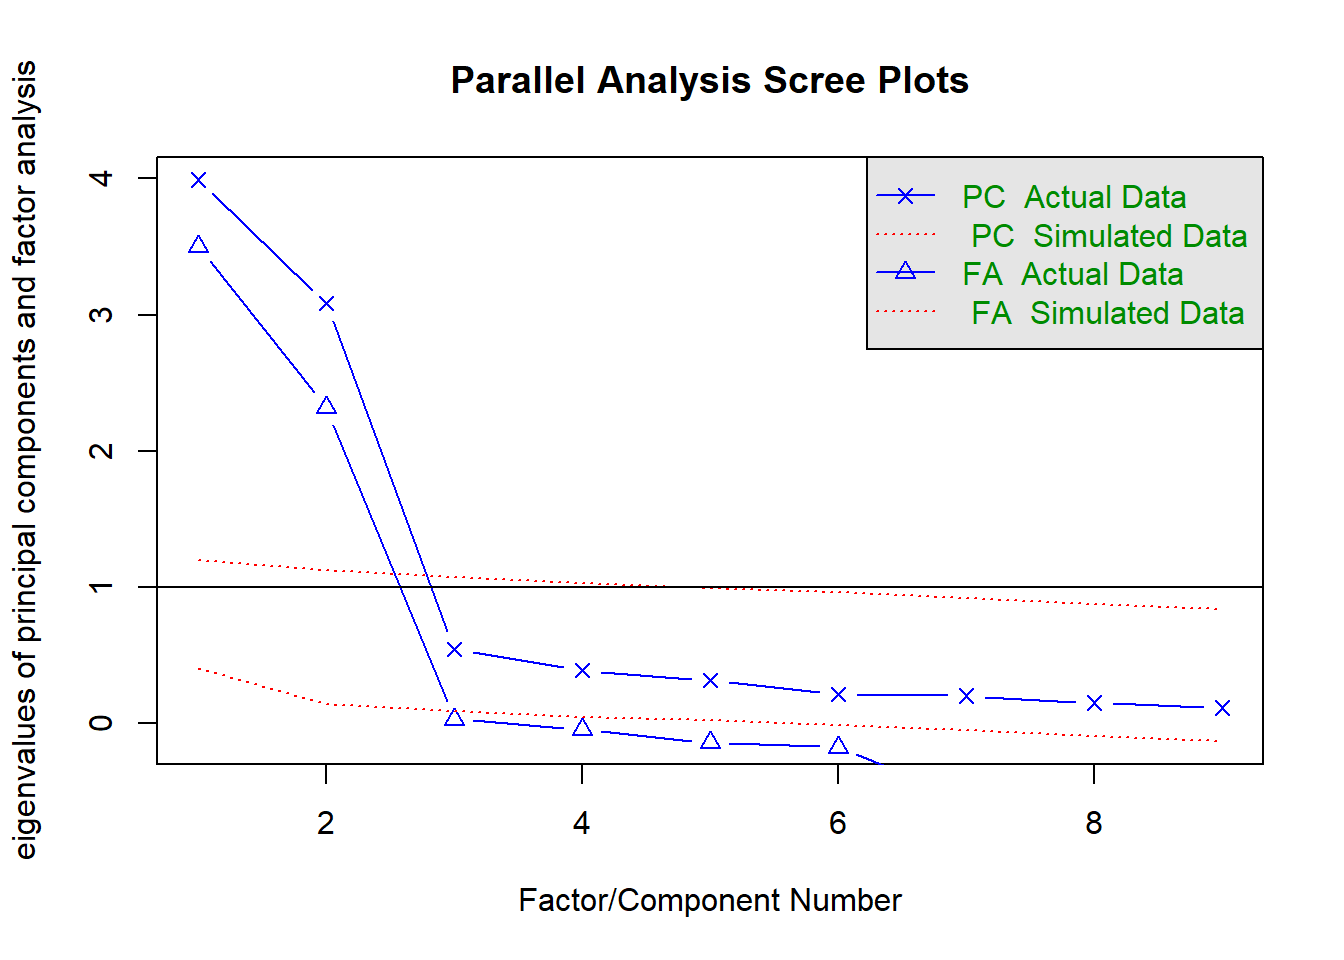 Parallel Analysis Scree Plots
eigenvalues of principal components and factor analysis
4
3
2
1
0
PC  Actual Data
PC  Simulated Data
FA  Actual Data
FA  Simulated Data
2 4 6 8
Factor/Component Number